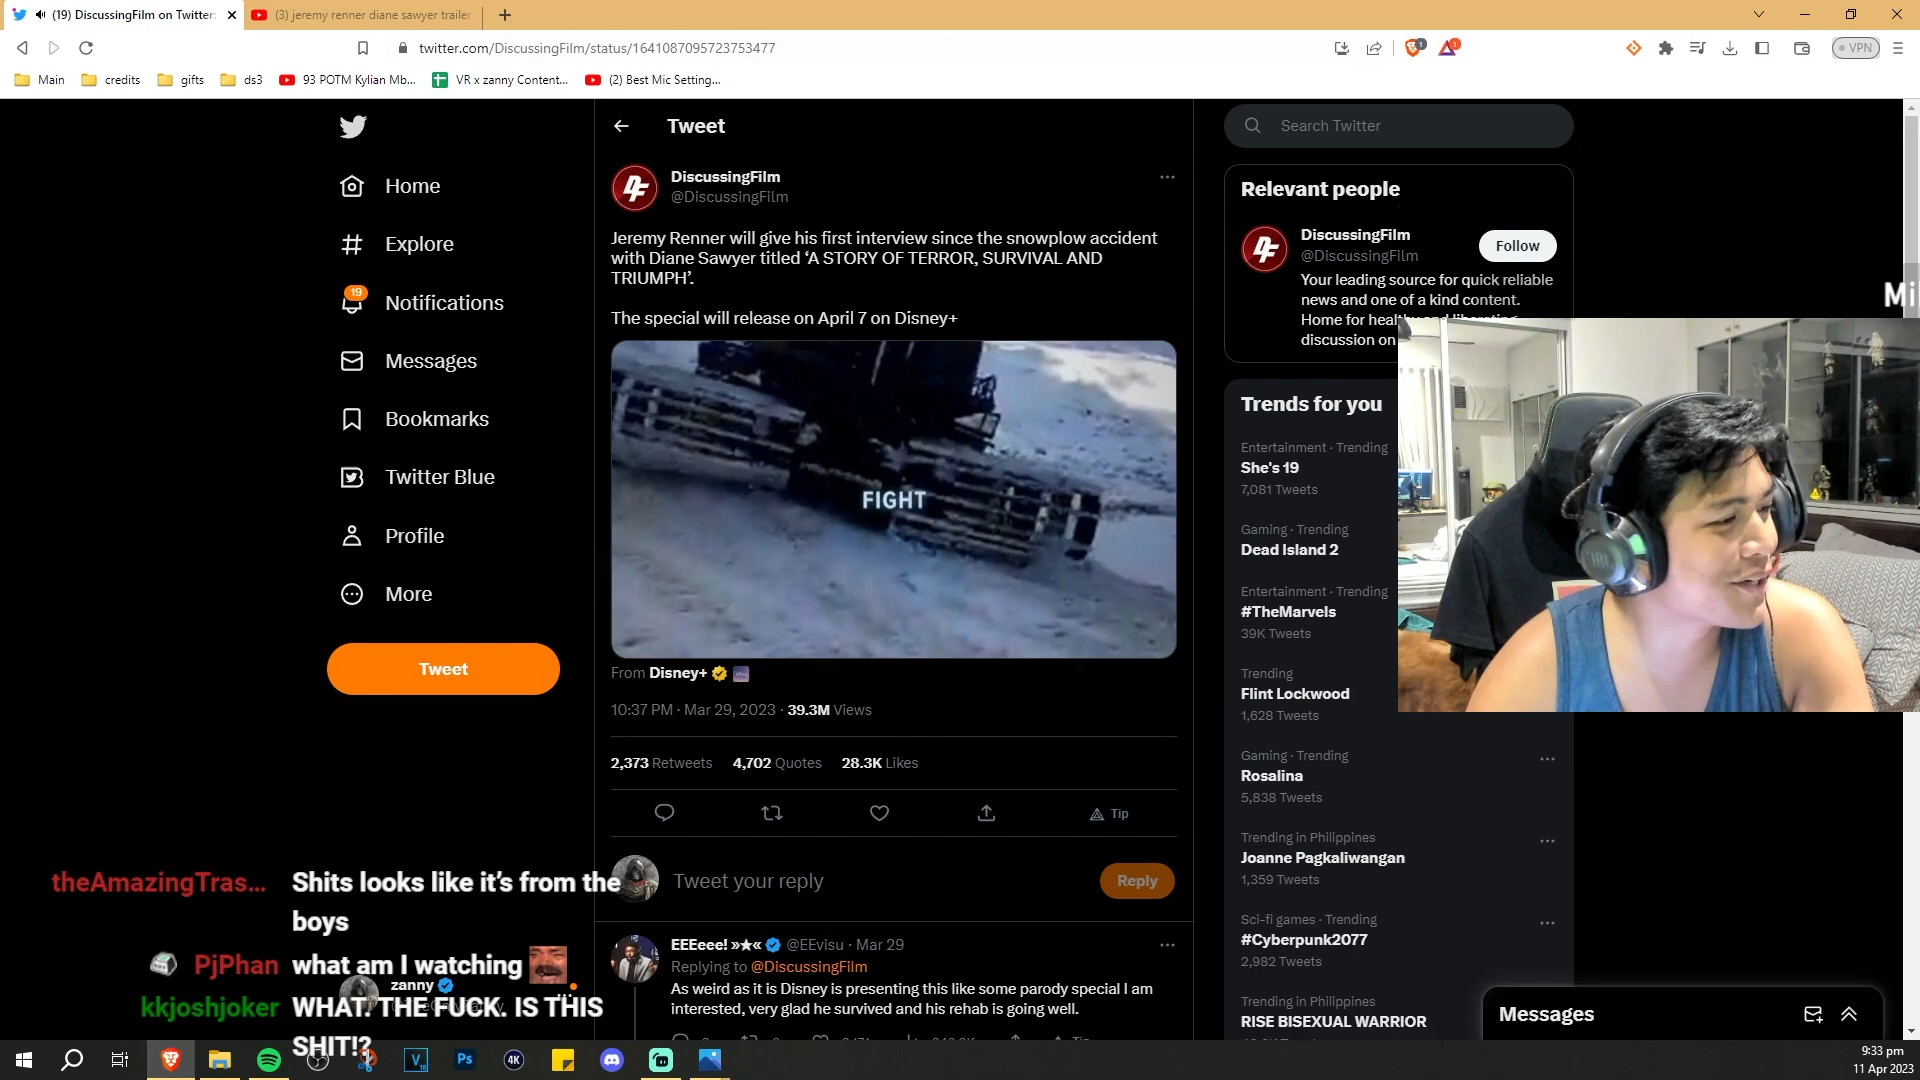 (19) DiscussingFilm on Twitter:
(3) jeremy renner diane sawyer trailer
twitter.com/DiscussingFilm/status/1641087095723753477
1
1
VPN
Main
credits
gifts
ds3
93 POTM Kylian Mb...
VR x zanny Content...
(2) Best Mic Setting...
Home
Explore
19
Notifications
Messages
Bookmarks
Twitter Blue
Profile
More
Tweet
Tweet
DiscussingFilm
@DiscussingFilm
Jeremy Renner will give his first interview since the snowplow accident
with Diane Sawyer titled ‘A STORY OF TERROR, SURVIVAL AND
TRIUMPH’.
The special will release on April 7 on Disney+
FIGHT
From Disney+
10:37 PM · Mar 29, 2023 · 39.3M Views
2,373 Retweets 4,702 Quotes 28.3K Likes
Tip
Tweet your reply
Reply
EEEeee! »★« @EEvisu · Mar 29
Replying to @DiscussingFilm
As weird as it is Disney is presenting this like some parody special I am
interested, very glad he survived and his rehab is going well.
Search Twitter
Relevant people
DiscussingFilm
@DiscussingFilm
Follow
Your leading source for quick reliable
news and one of a kind content.
Home for healthy and liberating
discussion on
Mi
Trends for you
Entertainment · Trending
She's 19
7,081 Tweets
Gaming · Trending
Dead Island 2
Entertainment · Trending
#TheMarvels
39K Tweets
Trending
Flint Lockwood
1,628 Tweets
Gaming · Trending
Rosalina
5,838 Tweets
Trending in Philippines
Joanne Pagkaliwangan
1,359 Tweets
Sci-fi games · Trending
#Cyberpunk2077
2,982 Tweets
Trending in Philippines
RISE BISEXUAL WARRIOR
Messages
theAmazingTras... Shits looks like it’s from the
boys
PjPhan what am I watching
zanny
kkjoshjoker WHAT. THE FUCK. IS THIS
SHIT!?
9:33 pm
11 Apr 2023